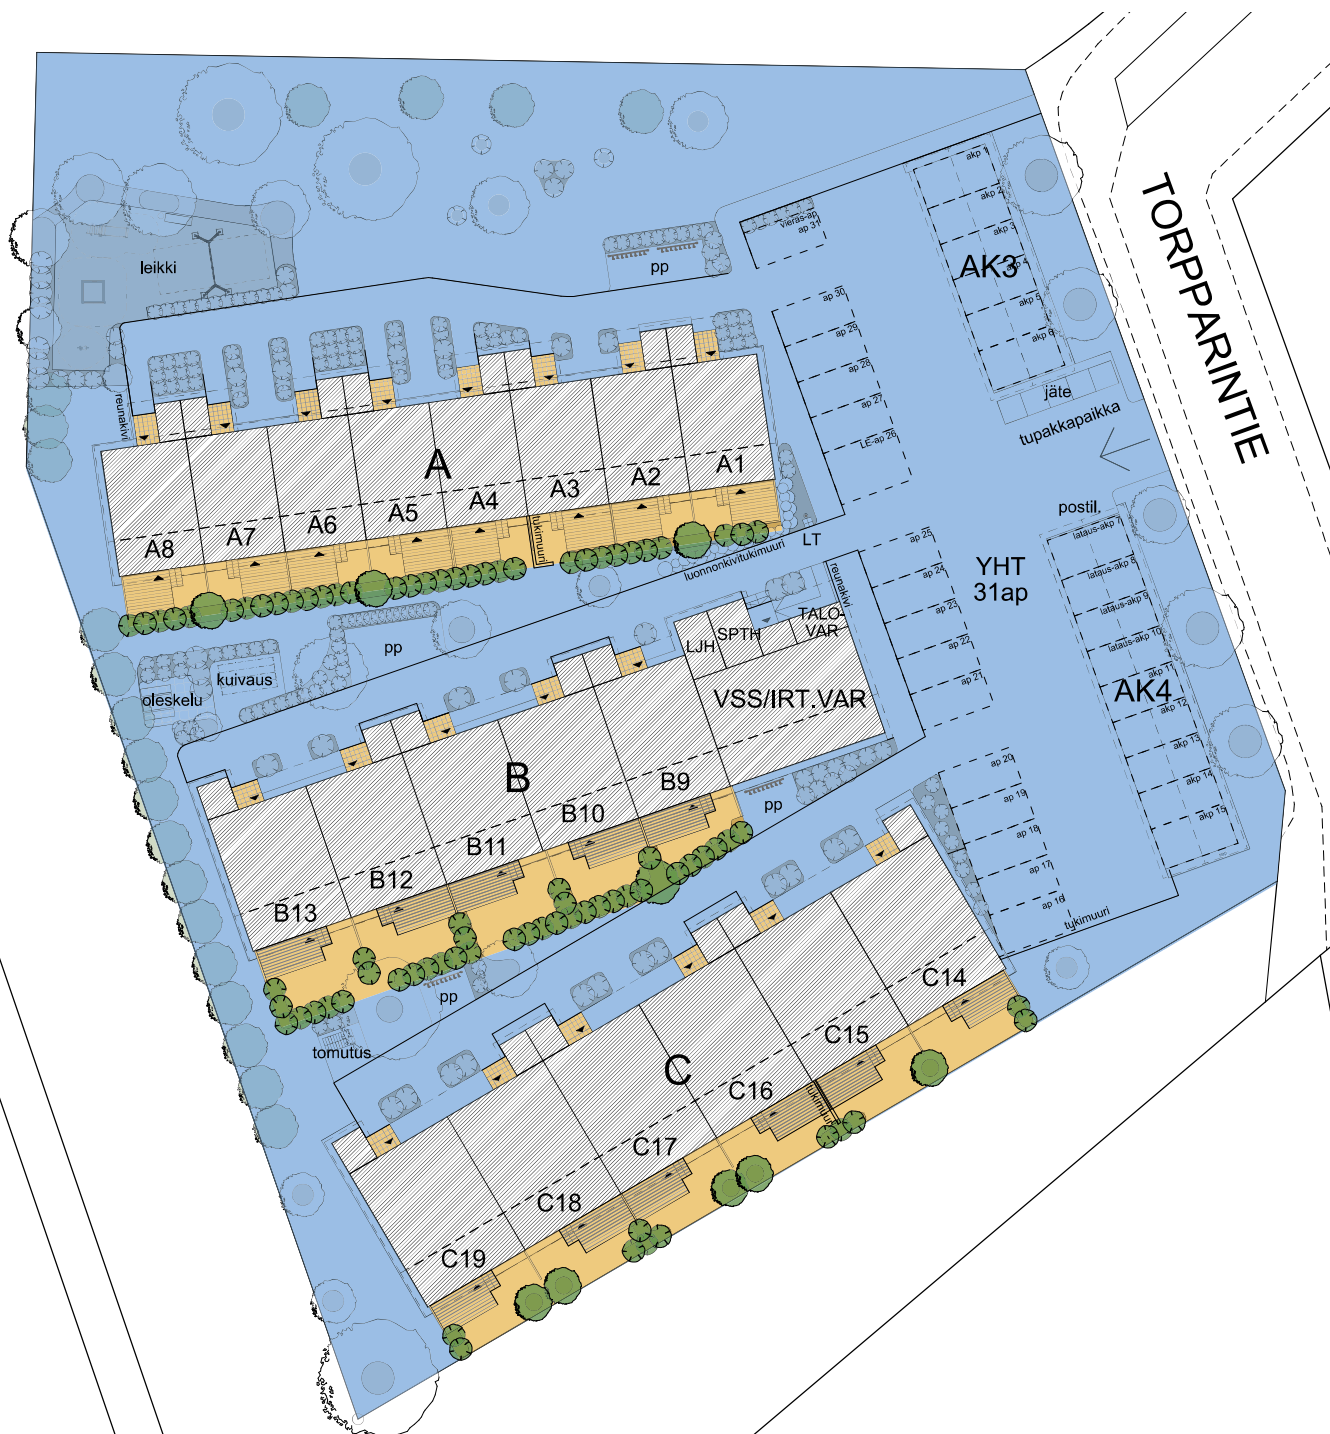 TORPPARINTIE
akp 1
akp 2
akp 3
akp 4
akp 5
akp 6
AK3
jäte
tupakkapaikka
vieras-ap
ap 31
ap 30
ap 29
ap 28
ap 27
LE-ap 26
pp
leikki
reunakivi
A
A1
A2
A3
A4
A5
A6
A7
A8
tukimuuri
luonnonkivitukimuuri
LT
reunakivi
postil.
YHT
31ap
ap 25
ap 24
ap 23
ap 22
ap 21
lataus-akp 7
lataus-akp 8
lataus-akp 9
lataus-akp 10
akp 11
akp 12
akp 13
akp 14
akp 15
AK4
pp
kuivaus
oleskelu
LJH
SPTH
TALO-
VAR
VSS/IRT.VAR
B
B9
B10
B11
B12
B13
pp
ap 20
ap 19
ap 18
ap 17
ap 16
tukimuuri
pp
tomutus
C
C14
C15
C16
C17
C18
C19
tukimuuri